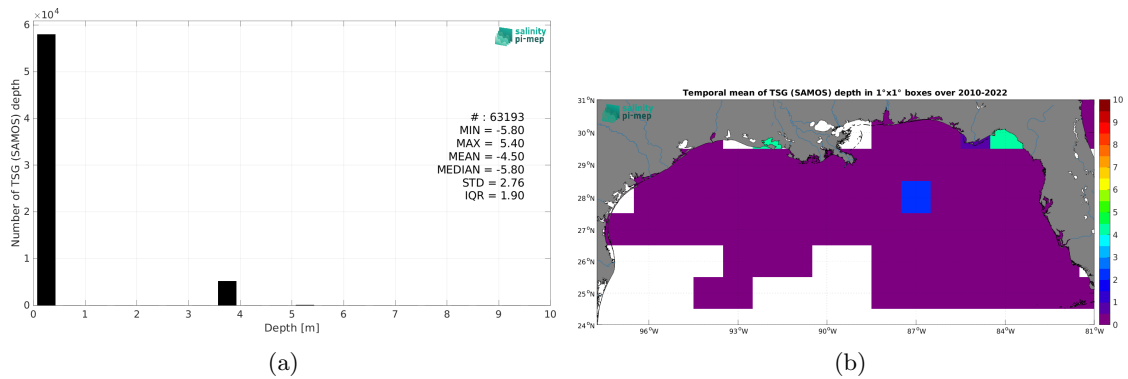 ×10⁴
6
5
4
3
2
1
0
Number of TSG (SAMOS) depth
salinity
pi-mep
# : 63193
MIN = -5.80
MAX = 5.40
MEAN = -4.50
MEDIAN = -5.80
STD = 2.76
IQR = 1.90
0 1 2 3 4 5 6 7 8 9 10
Depth [m]
(a)
Temporal mean of TSG (SAMOS) depth in 1°x1° boxes over 2010-2022
salinity
pi-mep
31°N
30°N
29°N
28°N
27°N
26°N
25°N
24°N
96°W 93°W 90°W 87°W 84°W 81°W
10
9
8
7
6
5
4
3
2
1
0
(b)